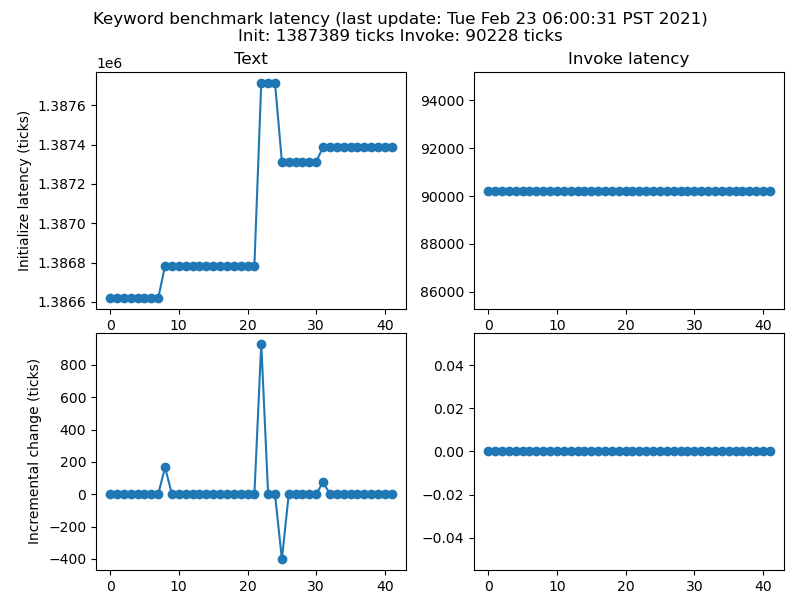 Keyword benchmark latency (last update: Tue Feb 23 06:00:31 PST 2021)
Init: 1387389 ticks Invoke: 90228 ticks
Text
Invoke latency
1e6
Initialize latency (ticks)
1.3876
1.3874
1.3872
1.3870
1.3868
1.3866
0 10 20 30 40
94000
92000
90000
88000
86000
0 10 20 30 40
Incremental change (ticks)
800
600
400
200
0
−200
−400
0 10 20 30 40
0.04
0.02
0.00
−0.02
−0.04
0 10 20 30 40